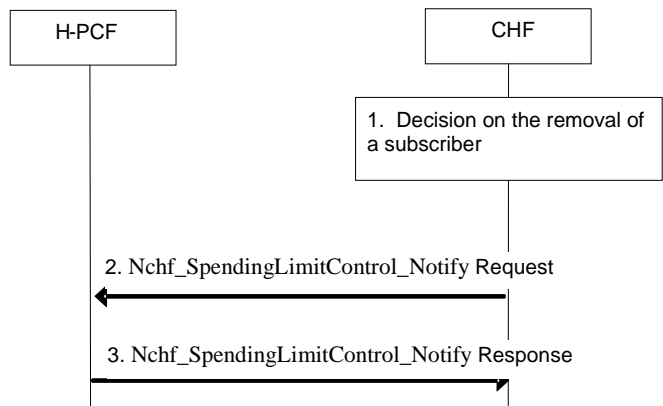 H-PCF
CHF
1. Decision on the removal of
a subscriber
2. Nchf_SpendingLimitControl_Notify Request
3. Nchf_SpendingLimitControl_Notify Response